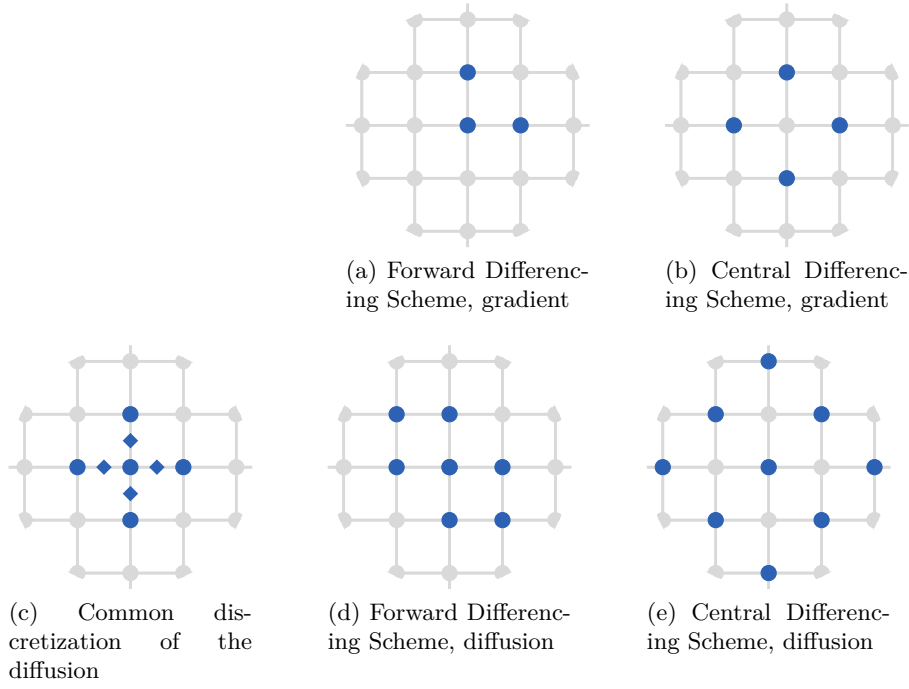 (a) Forward Differenc-
ing Scheme, gradient
(b) Central Differenc-
ing Scheme, gradient
(c) Common dis-
cretization of the
diffusion
(d) Forward Differenc-
ing Scheme, diffusion
(e) Central Differenc-
ing Scheme, diffusion